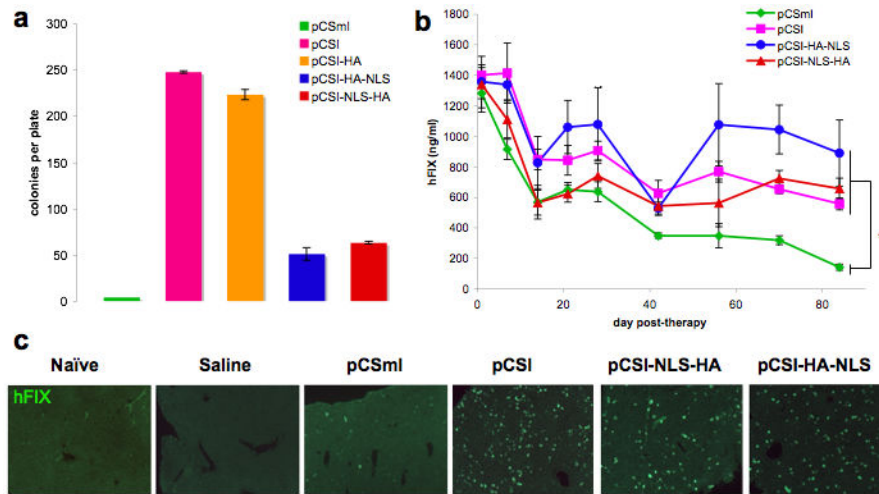 a
colonies per plate
300
250
200
150
100
50
0
pCSmI
pCSI
pCSI-HA
pCSI-HA-NLS
pCSI-NLS-HA
b
hFIX (ng/ml)
1800
1600
1400
1200
1000
800
600
400
200
0
pCSmI
pCSI
pCSI-HA-NLS
pCSI-NLS-HA
0 20 40 60 80
day post-therapy
c
Naïve Saline pCSmI pCSI pCSI-NLS-HA pCSI-HA-NLS
hFIX